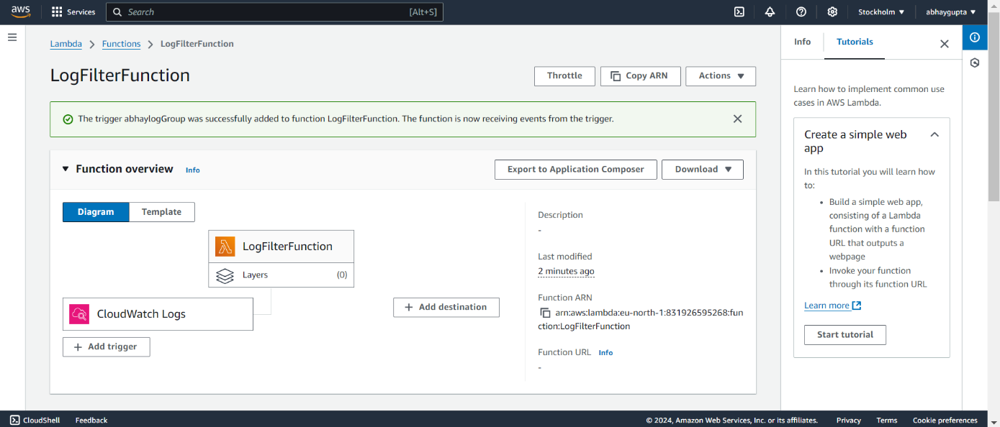 aws
Services
Search
[Alt+S]
Stockholm
abhaygupta
Lambda
Functions
LogFilterFunction
LogFilterFunction
Throttle
Copy ARN
Actions
The trigger abhaylogGroup was successfully added to function LogFilterFunction. The function is now receiving events from the trigger.
Function overview
Info
Export to Application Composer
Download
Diagram
Template
LogFilterFunction
Layers
(0)
CloudWatch Logs
+ Add trigger
+ Add destination
Description
-
Last modified
2 minutes ago
Function ARN
arn:aws:lambda:eu-north-1:831926595268:fun
ction:LogFilterFunction
Function URL
Info
-
Info
Tutorials
Learn how to implement common use
cases in AWS Lambda.
Create a simple web
app
In this tutorial you will learn how
to:
• Build a simple web app,
consisting of a Lambda
function with a function
URL that outputs a
webpage
• Invoke your function
through its function URL
Learn more
Start tutorial
CloudShell
Feedback
© 2024, Amazon Web Services, Inc. or its affiliates.
Privacy
Terms
Cookie preferences